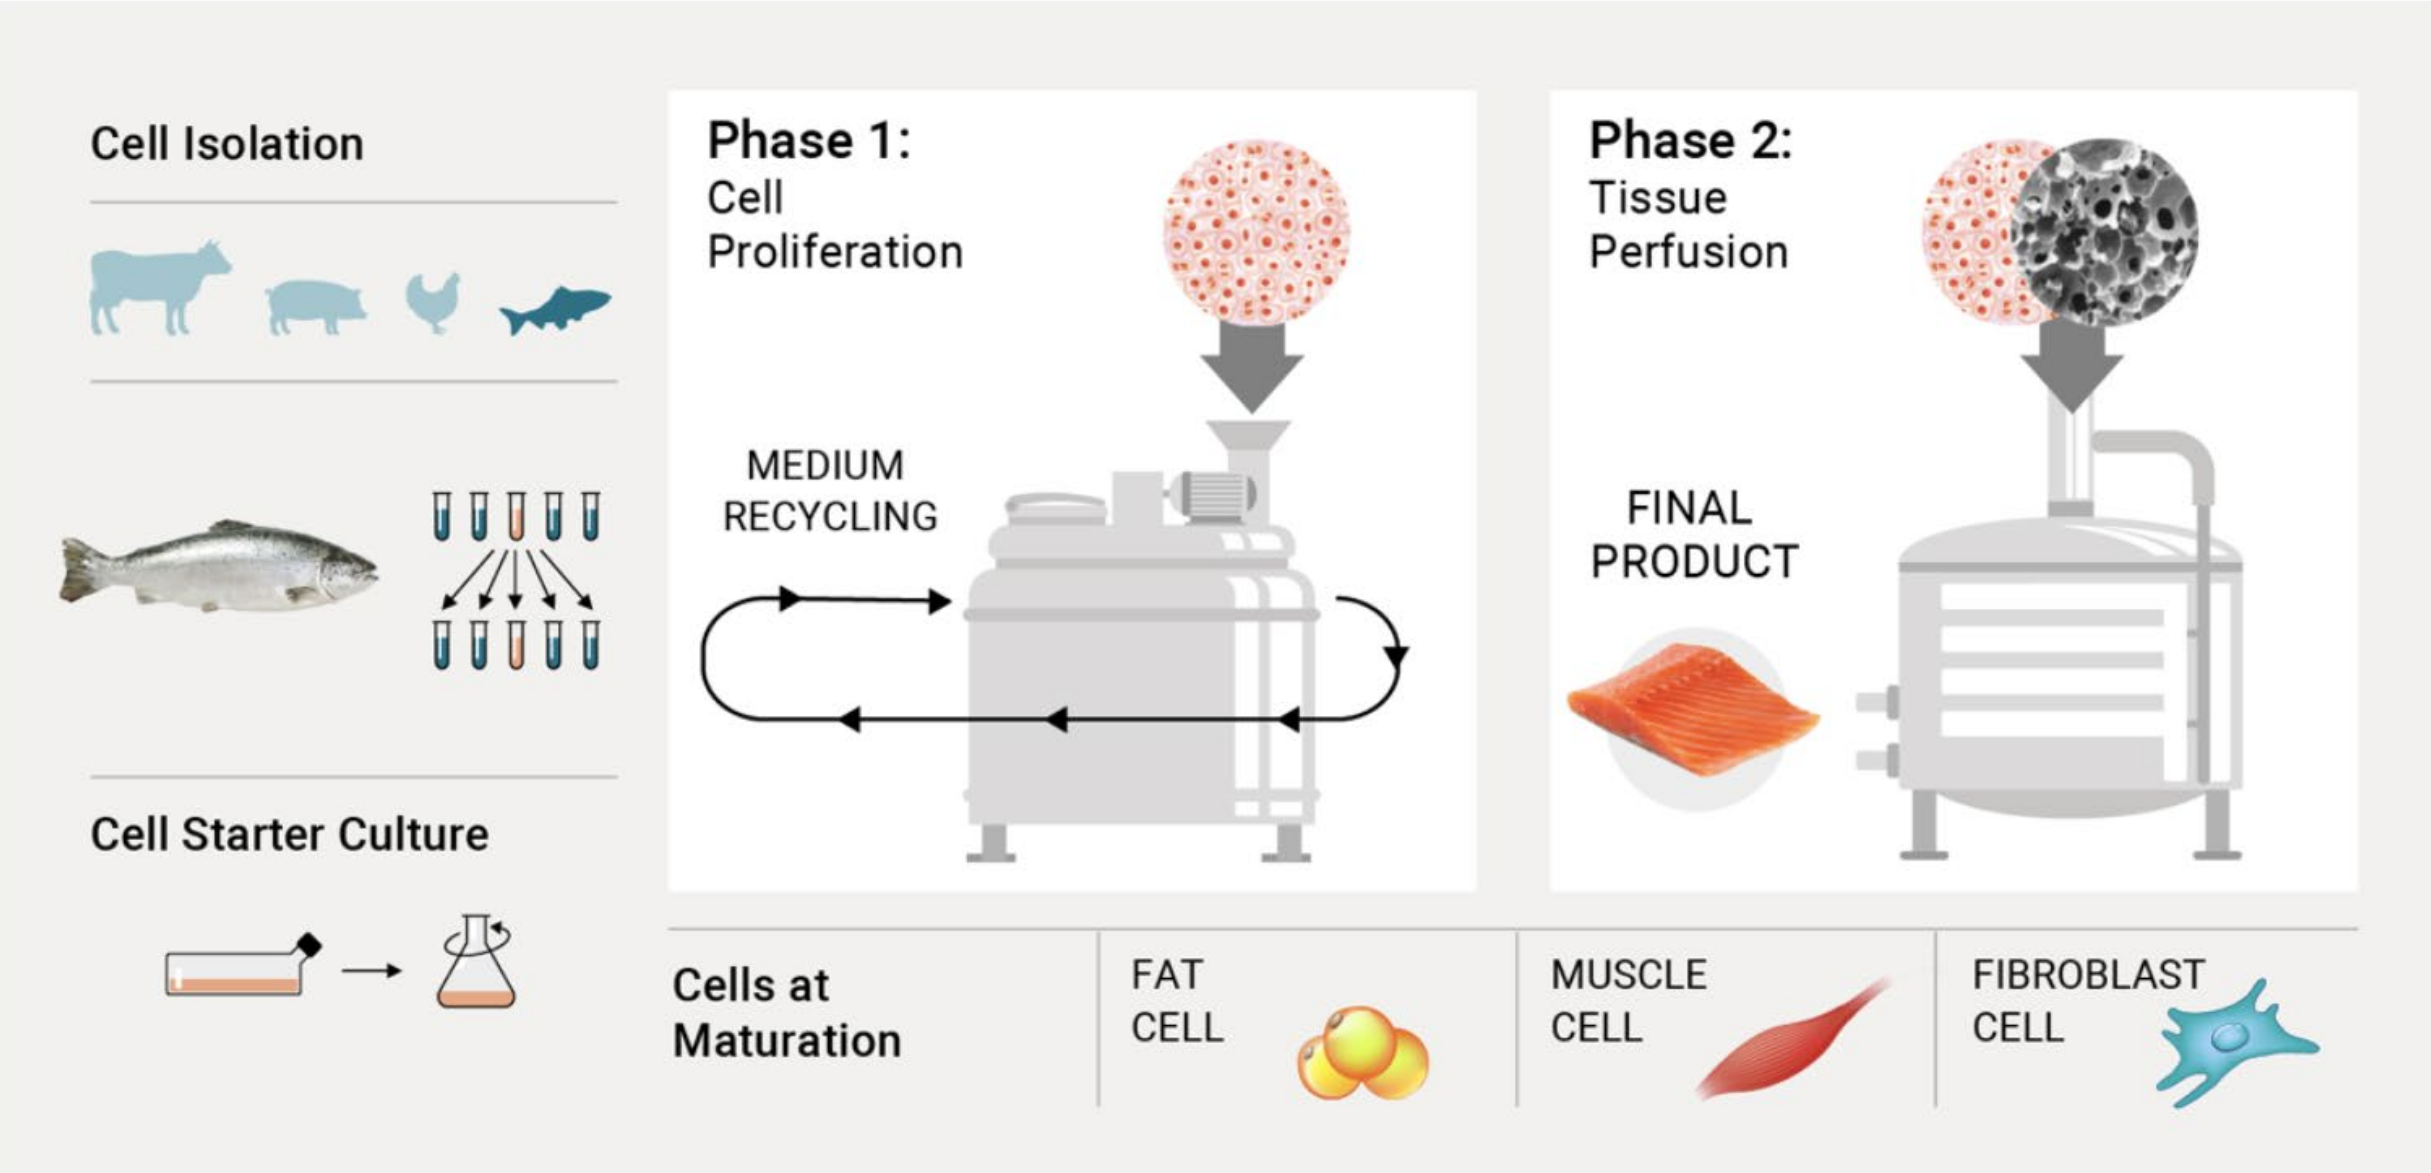 Cell Isolation
Cell Starter Culture
Phase 1:
Cell
Proliferation
MEDIUM
RECYCLING
Phase 2:
Tissue
Perfusion
FINAL
PRODUCT
Cells at
Maturation
FAT
CELL
MUSCLE
CELL
FIBROBLAST
CELL